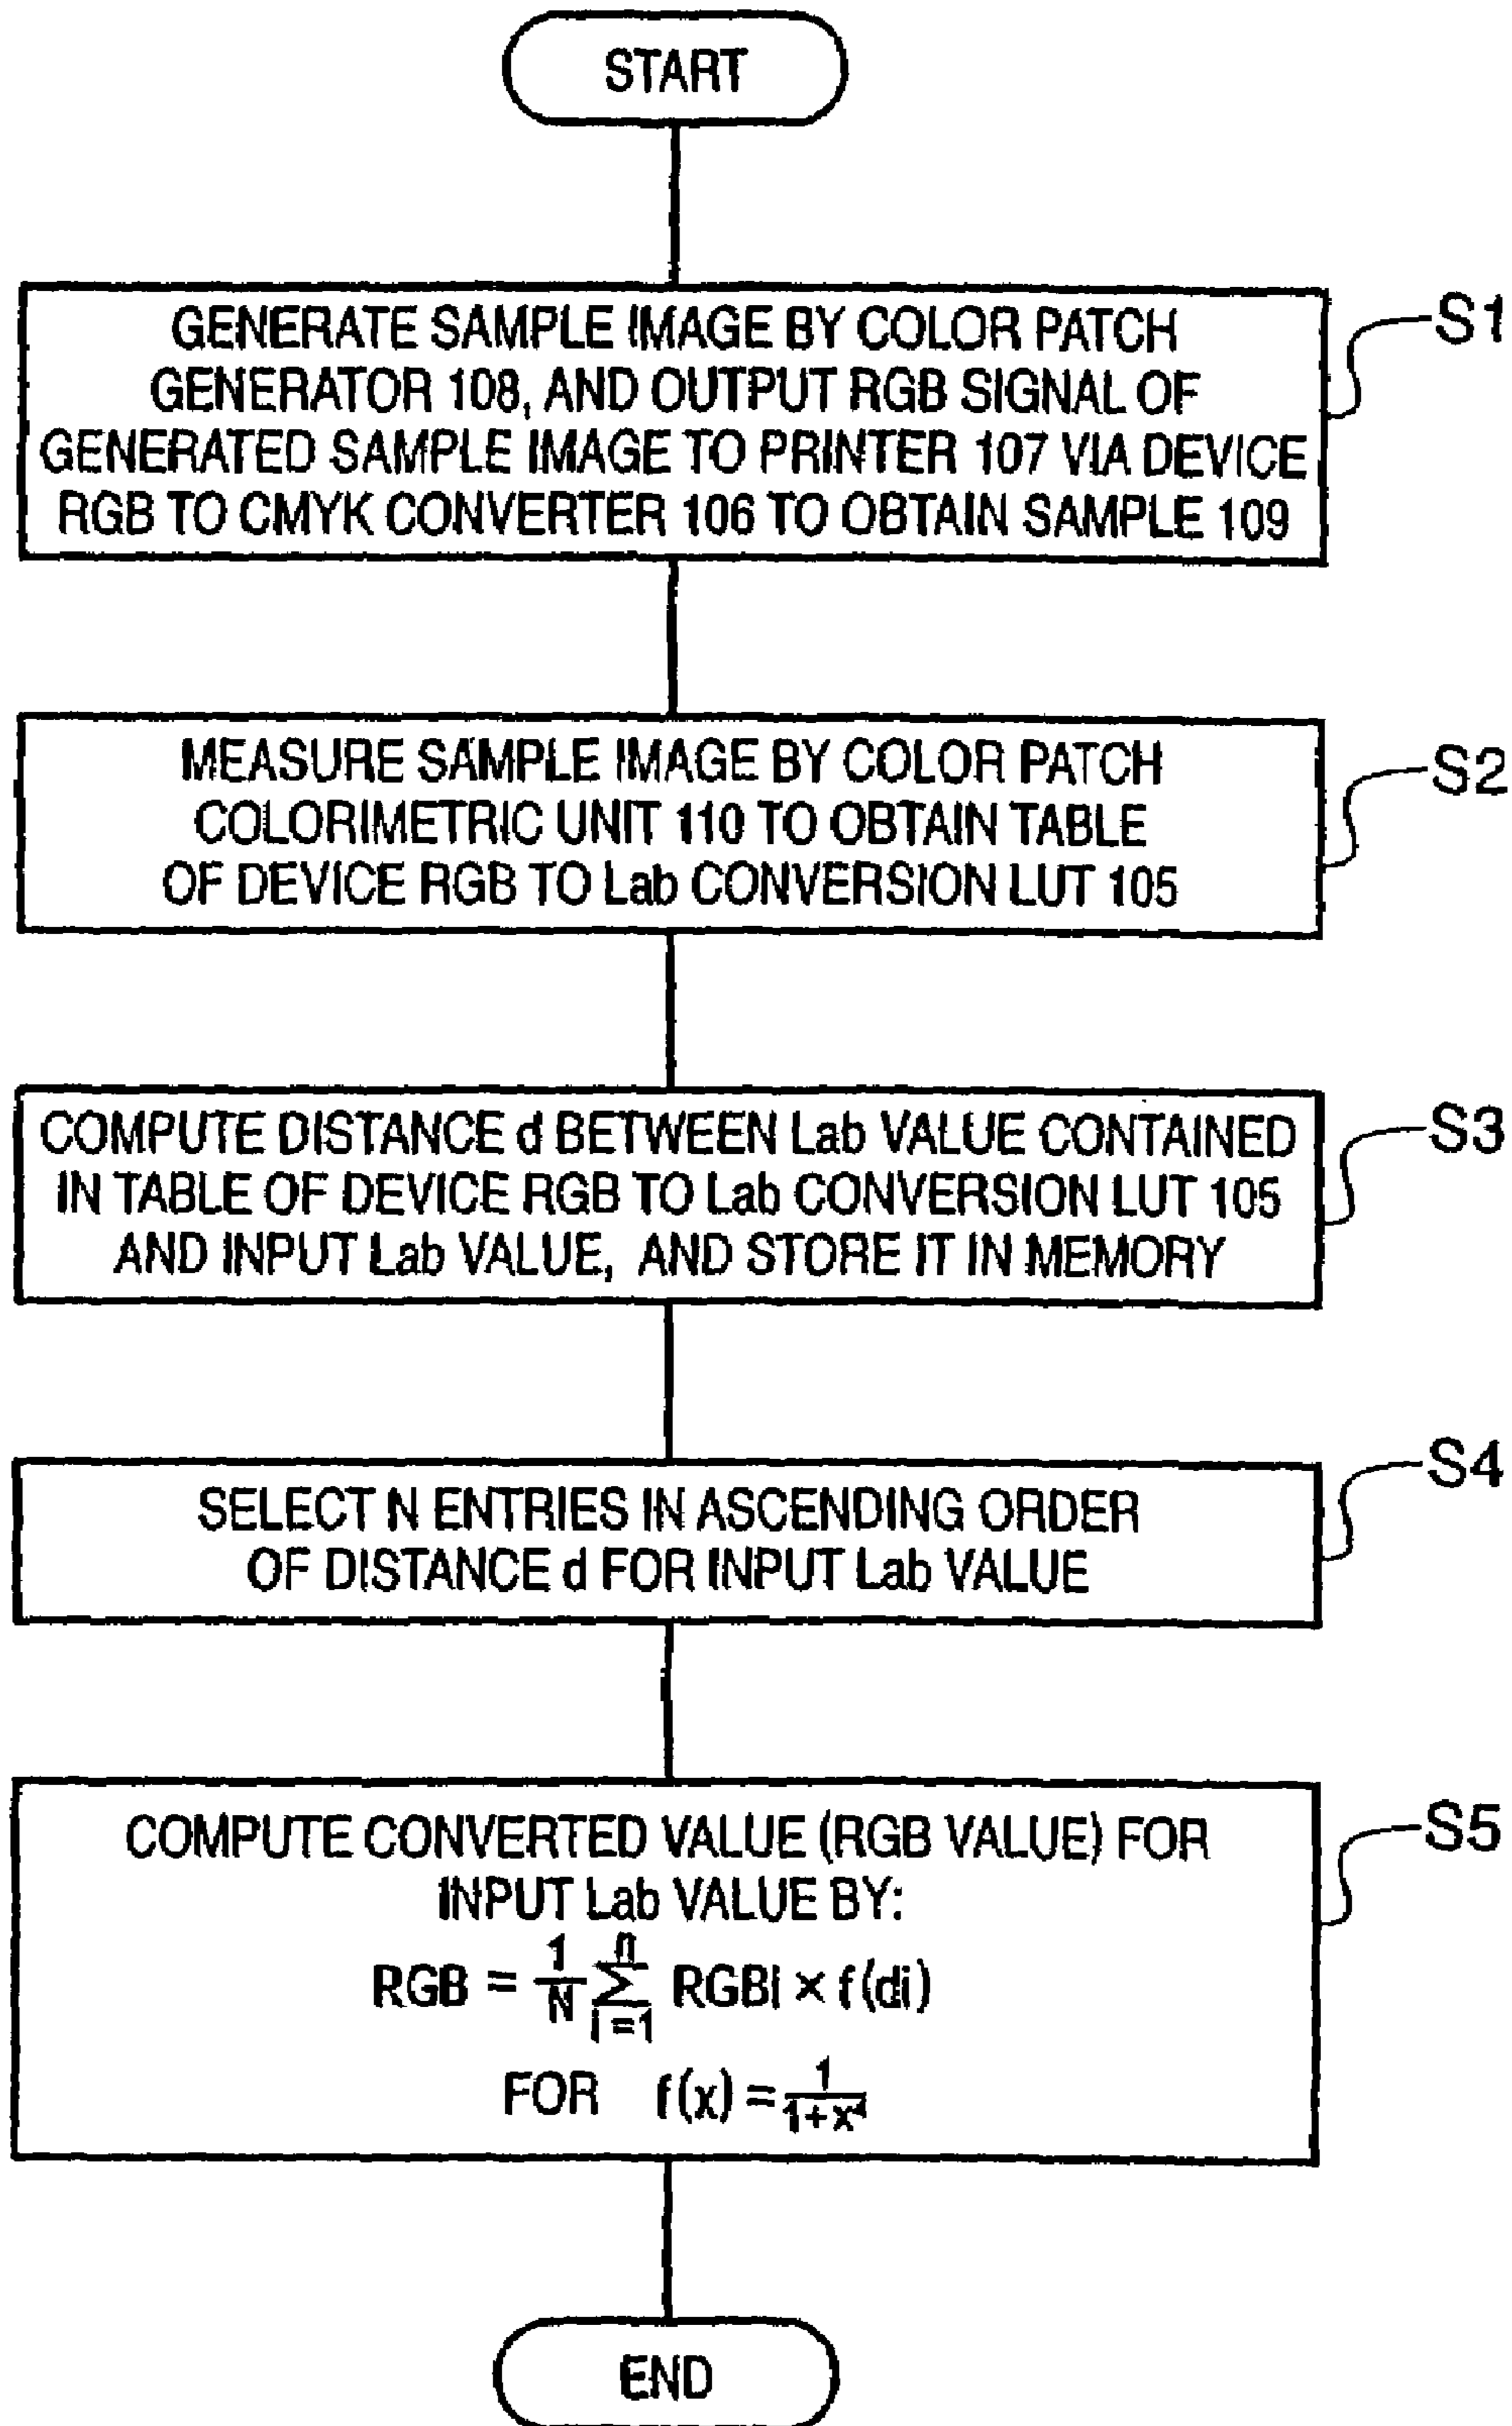 START
GENERATE SAMPLE IMAGE BY COLOR PATCH
GENERATOR 108, AND OUTPUT RGB SIGNAL OF
GENERATED SAMPLE IMAGE TO PRINTER 107 VIA DEVICE
RGB TO CMYK CONVERTER 106 TO OBTAIN SAMPLE 109
S1
MEASURE SAMPLE IMAGE BY COLOR PATCH
COLORIMETRIC UNIT 110 TO OBTAIN TABLE
OF DEVICE RGB TO Lab CONVERSION LUT 105
S2
COMPUTE DISTANCE d BETWEEN Lab VALUE CONTAINED
IN TABLE OF DEVICE RGB TO Lab CONVERSION LUT 105
AND INPUT Lab VALUE, AND STORE IT IN MEMORY
S3
SELECT N ENTRIES IN ASCENDING ORDER
OF DISTANCE d FOR INPUT Lab VALUE
S4
COMPUTE CONVERTED VALUE (RGB VALUE) FOR
INPUT Lab VALUE BY:
RGB = 1/N Σ i=1 n RGBi × f(di)
FOR f(x) = 1/1+x⁴
S5
END